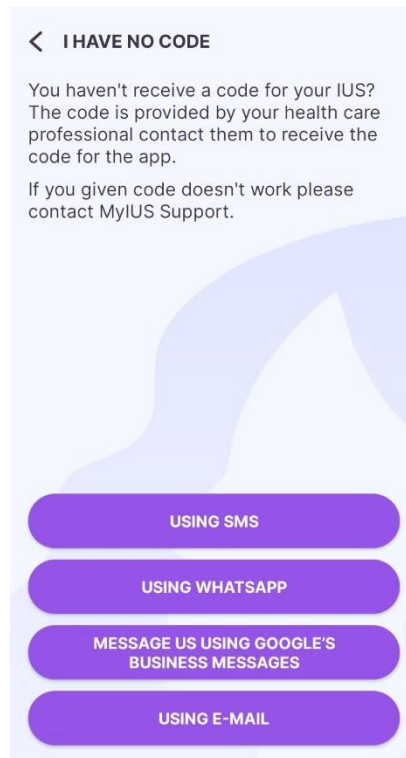 I HAVE NO CODE
You haven't receive a code for your IUS?
The code is provided by your health care
professional contact them to receive the
code for the app.
If you given code doesn't work please
contact MyIUS Support.
USING SMS
USING WHATSAPP
MESSAGE US USING GOOGLE'S
BUSINESS MESSAGES
USING E-MAIL